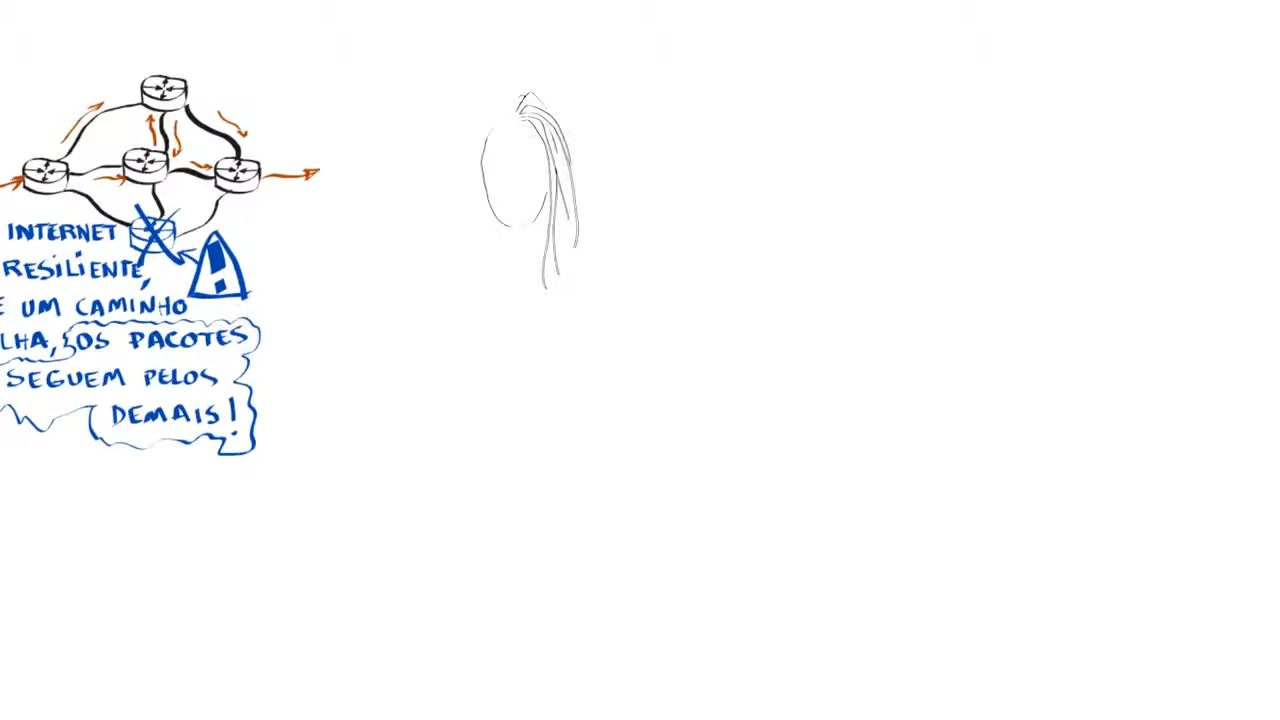 INTERNET
RESILIENTE,
E UM CAMINHO
LHA, OS PACOTES
SEGUEM PELOS
DEMAIS!